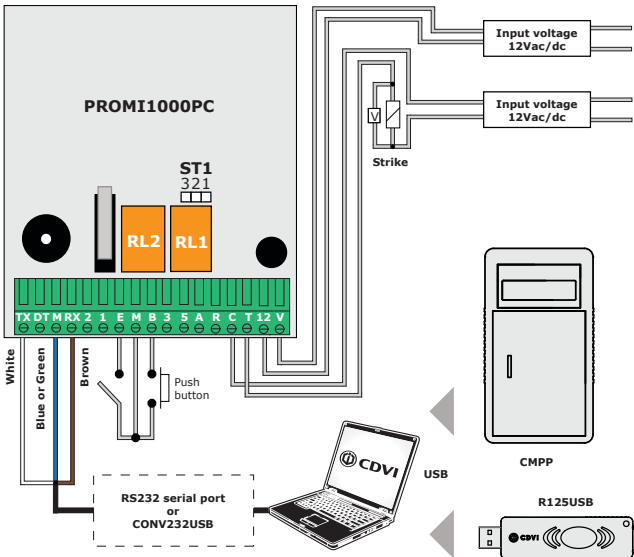 Input voltage
12Vac/dc
PROMI1000PC
Input voltage
12Vac/dc
V
Strike
ST1
321
RL2
RL1
TX DT M RX 2 1 E M B 3 5 A R C T 12 V
White
Blue or Green
Brown
Push
button
CDVI
USB
CMPP
RS232 serial port
or
CONV232USB
R125USB
CDVI